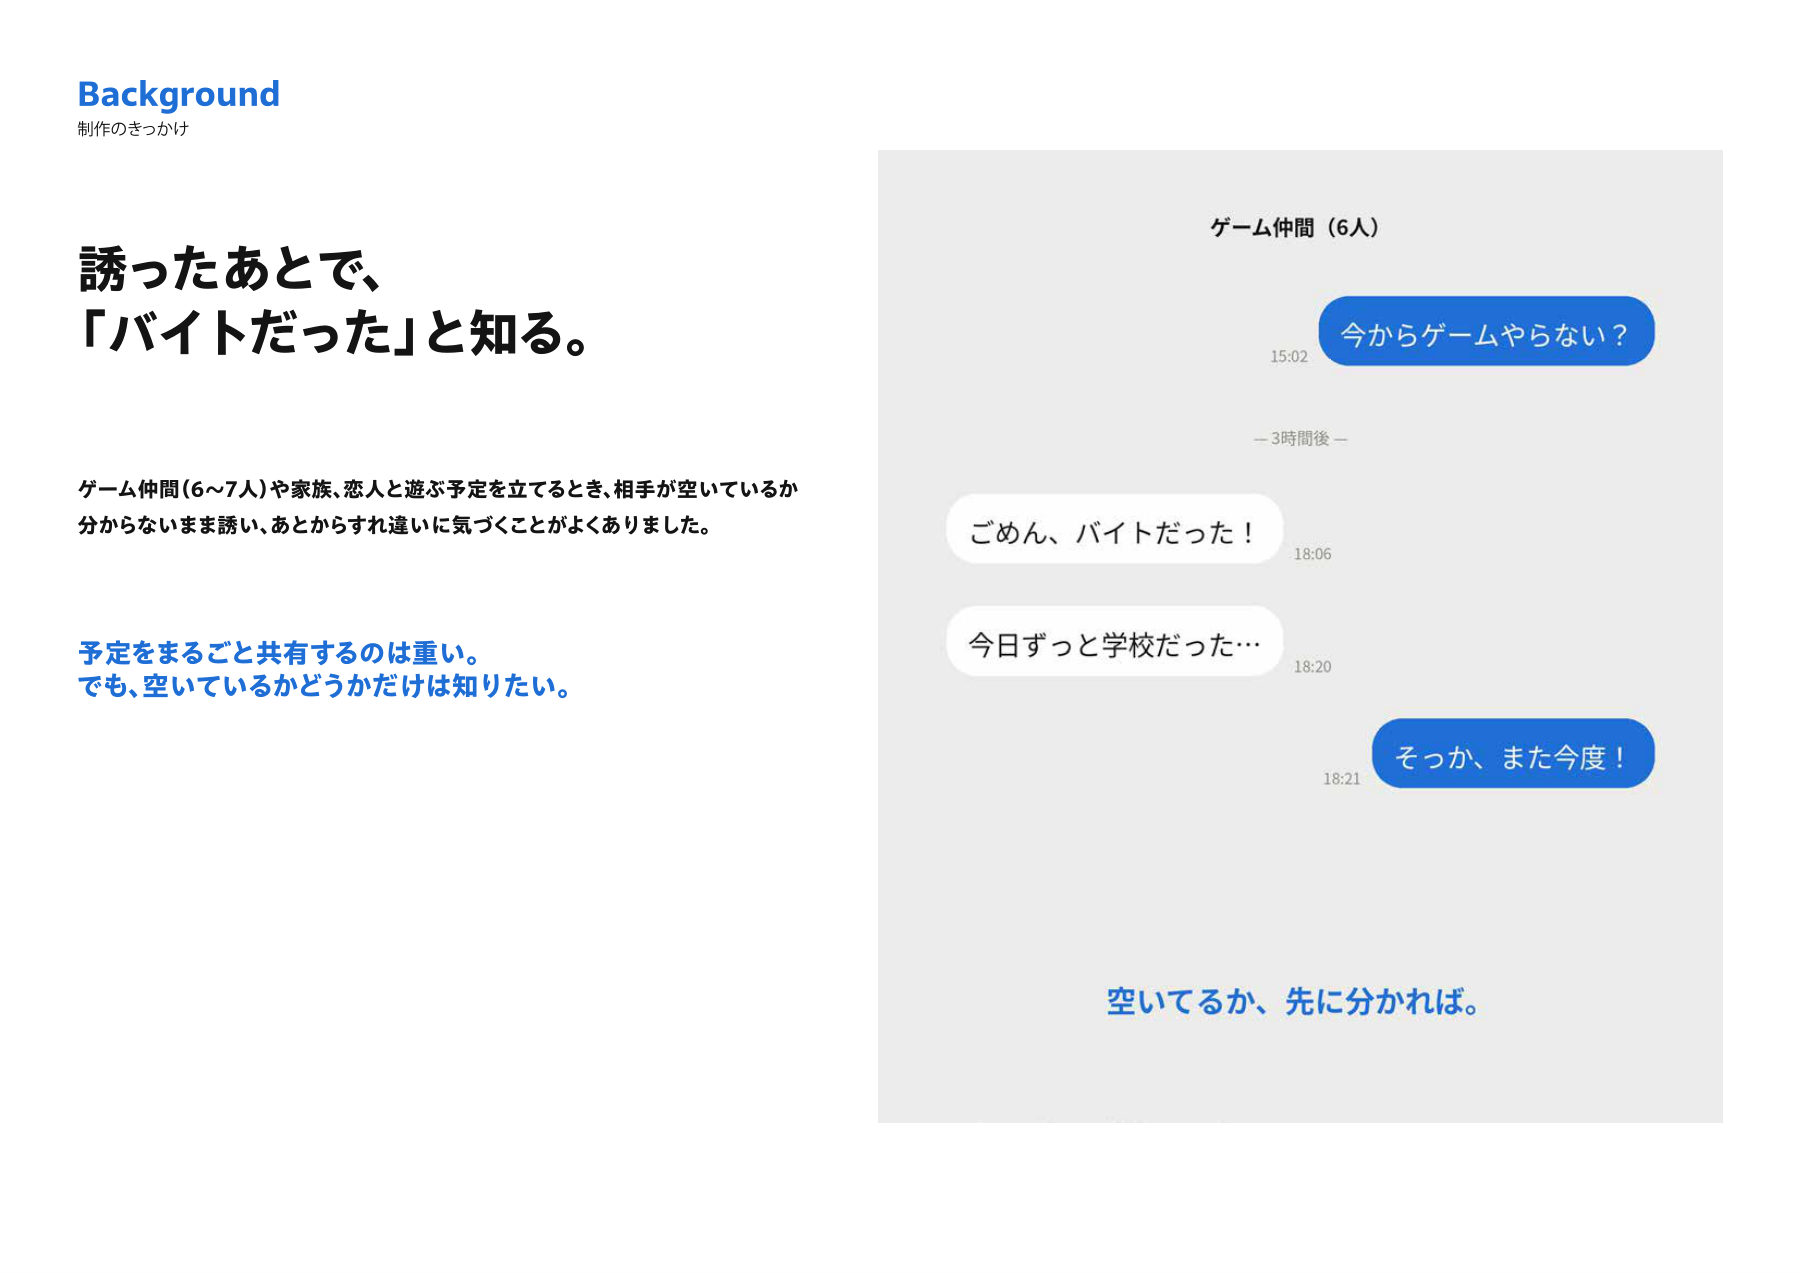 Background
制作のきっかけ
誘ったあとで、
「バイトだった」と知る。
ゲーム仲間(6〜7人)や家族、恋人と遊ぶ予定を立てるとき、相手が空いているか
分からないまま誘い、あとからすれ違いに気づくことがよくありました。
予定をまるごと共有するのは重い。
でも、空いているかどうかだけは知りたい。
ゲーム仲間（6人）
今からゲームやらない？
15:02
— 3時間後 —
ごめん、バイトだった！
18:06
今日ずっと学校だった…
18:20
そっか、また今度！
18:21
空いてるか、先に分かれば。